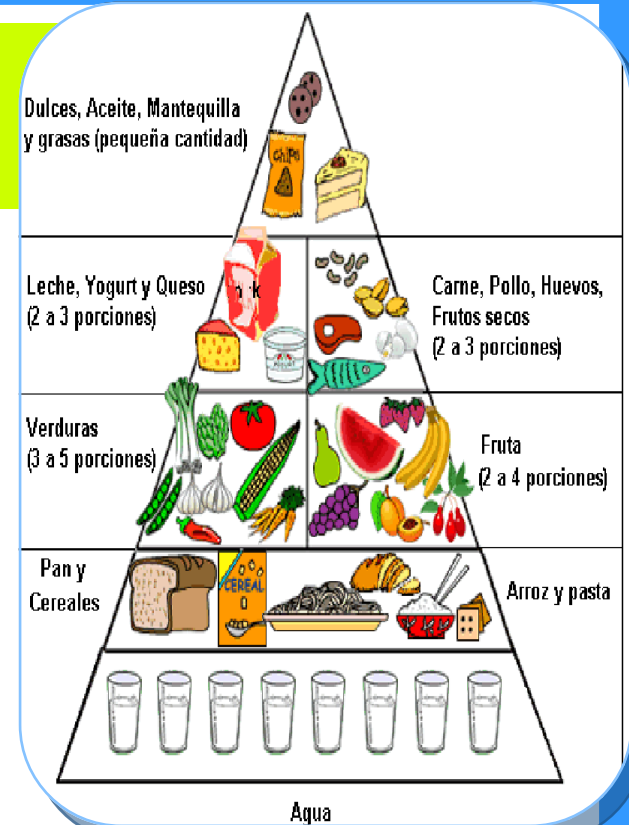 chips
Dulces, Aceite, Mantequilla
y grasas (pequeña cantidad)
Leche, Yogurt y Queso
(2 a 3 porciones)
Carne, Pollo, Huevos,
Frutos secos
(2 a 3 porciones)
Verduras
(3 a 5 porciones)
Fruta
(2 a 4 porciones)
Pan y
Cereales
CEREAL
Arroz y pasta
Agua